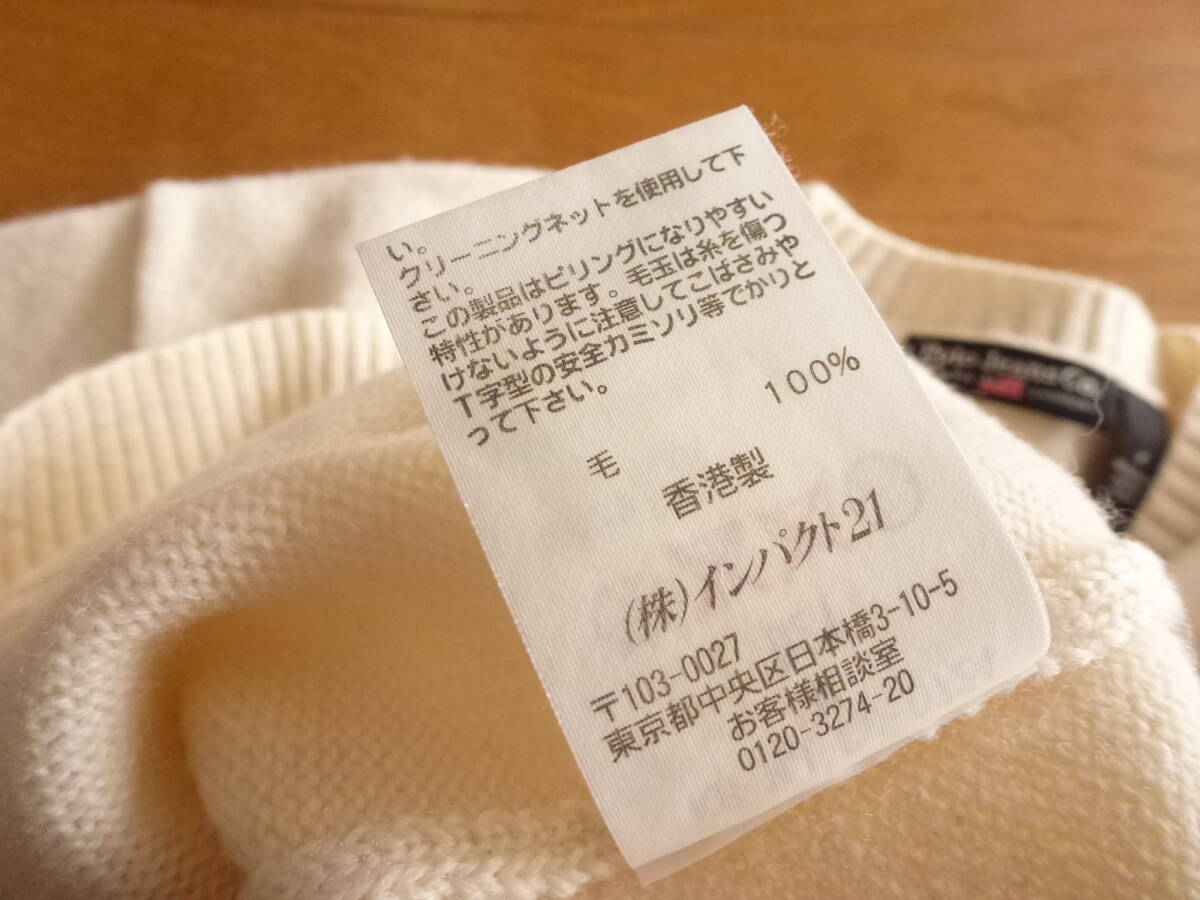 い。
クリーニングネットを使用して下
さい。
この製品はピリングになりやすい
特性があります。毛玉は糸を傷つ
けないように注意してこはさみや
T字型の安全カミソリ等でかりと
って下さい。
毛 100%
香港製
(株)インパクト21
〒103-0027
東京都中央区日本橋3-10-5
お客様相談室
0120-3274-20
Polo Jeans Co.